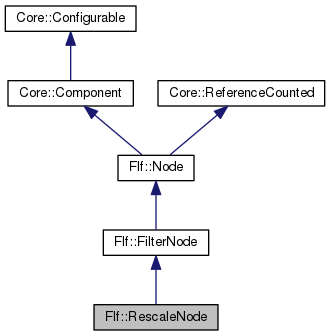 Core::Configurable
Core::Component
Core::ReferenceCounted
Flf::Node
Flf::FilterNode
Flf::RescaleNode